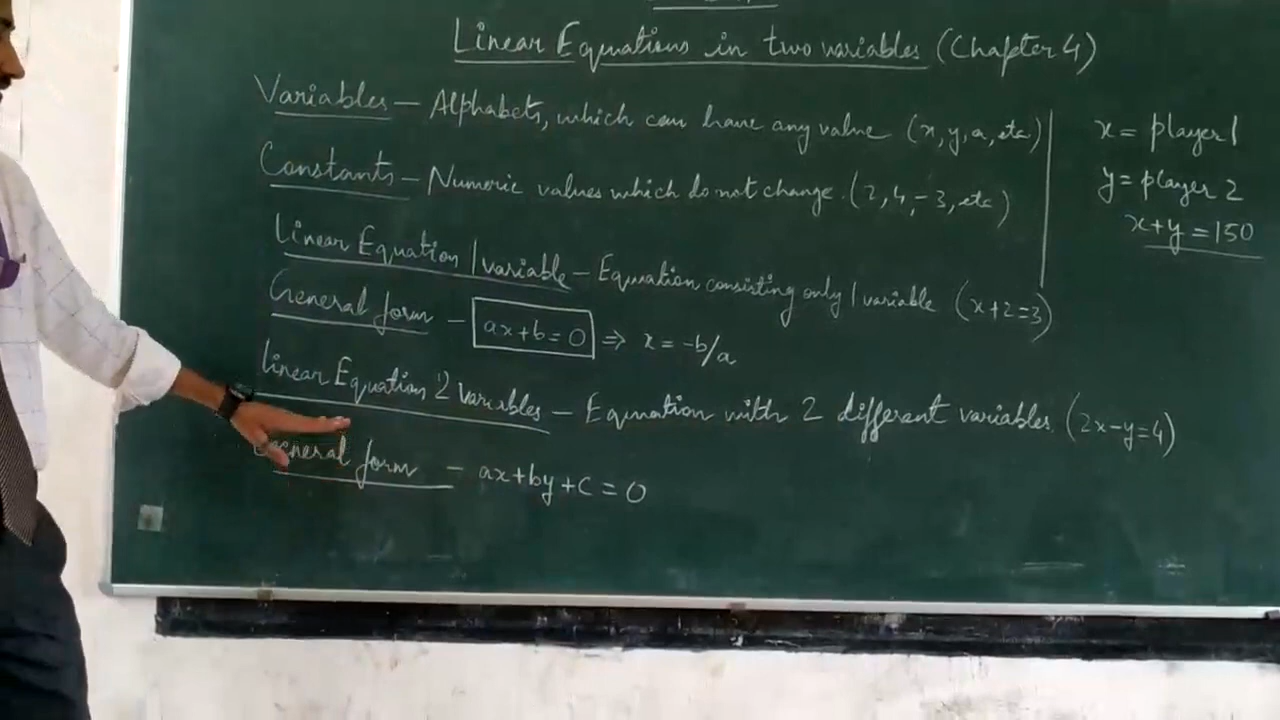 Linear Equations in two variables (Chapter 4)
Variables – Alphabets, which can have any value (x, y, a, etc)
Constants – Numeric values which do not change. (2, 4, -3, etc)
Linear Equation 1 variable – Equation consisting only 1 variable (x+2=3)
General form – ax+b=0 ⇒ x = -b/a
Linear Equation 2 Variables – Equation with 2 different variables. (2x-y=4)
General form – ax+by+c=0
x = player 1
y = player 2
x+y=150